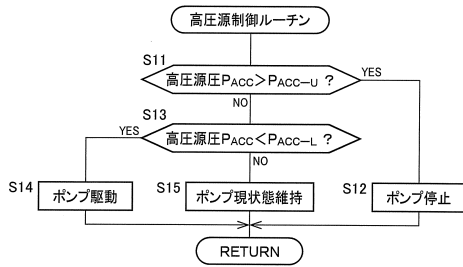 高圧源制御ルーチン
S11
高圧源圧PACC>PACC-U ?
YES
NO
S13
高圧源圧PACC<PACC-L ?
YES
NO
S14
ポンプ駆動
S15
ポンプ現状態維持
S12
ポンプ停止
RETURN